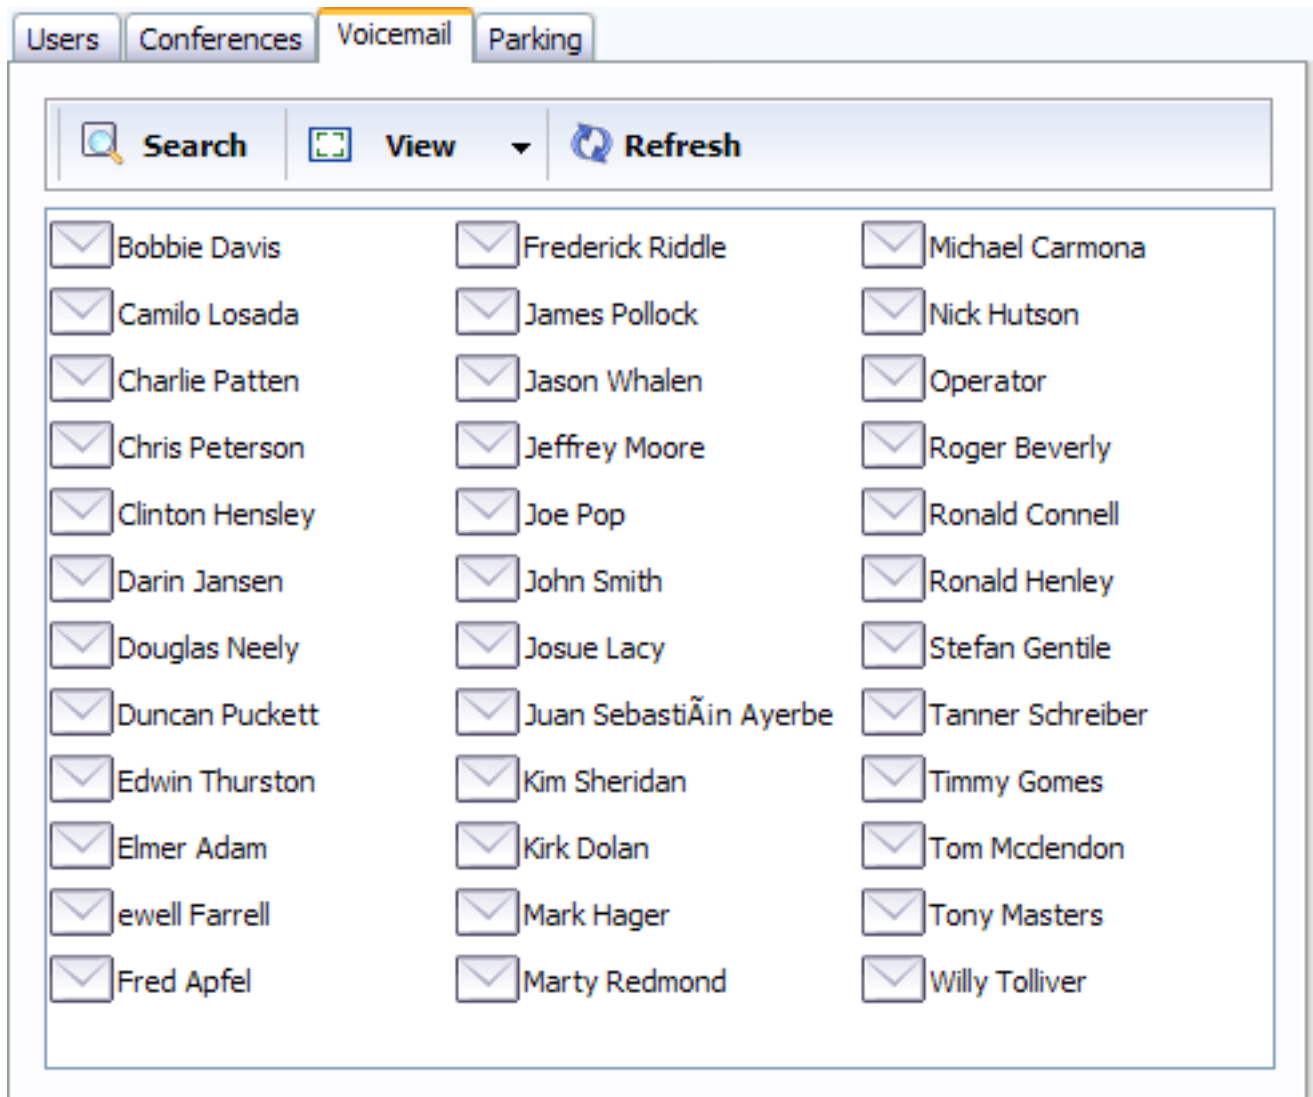 Users Conferences Voicemail Parking
Search View Refresh
Bobbie Davis
Camilo Losada
Charlie Patten
Chris Peterson
Clinton Hensley
Darin Jansen
Douglas Neely
Duncan Puckett
Edwin Thurston
Elmer Adam
ewell Farrell
Fred Apfel
Frederick Riddle
James Pollock
Jason Whalen
Jeffrey Moore
Joe Pop
John Smith
Josue Lacy
Juan SebastiÃin Ayerbe
Kim Sheridan
Kirk Dolan
Mark Hager
Marty Redmond
Michael Carmona
Nick Hutson
Operator
Roger Beverly
Ronald Connell
Ronald Henley
Stefan Gentile
Tanner Schreiber
Timmy Gomes
Tom Mcclendon
Tony Masters
Willy Tolliver